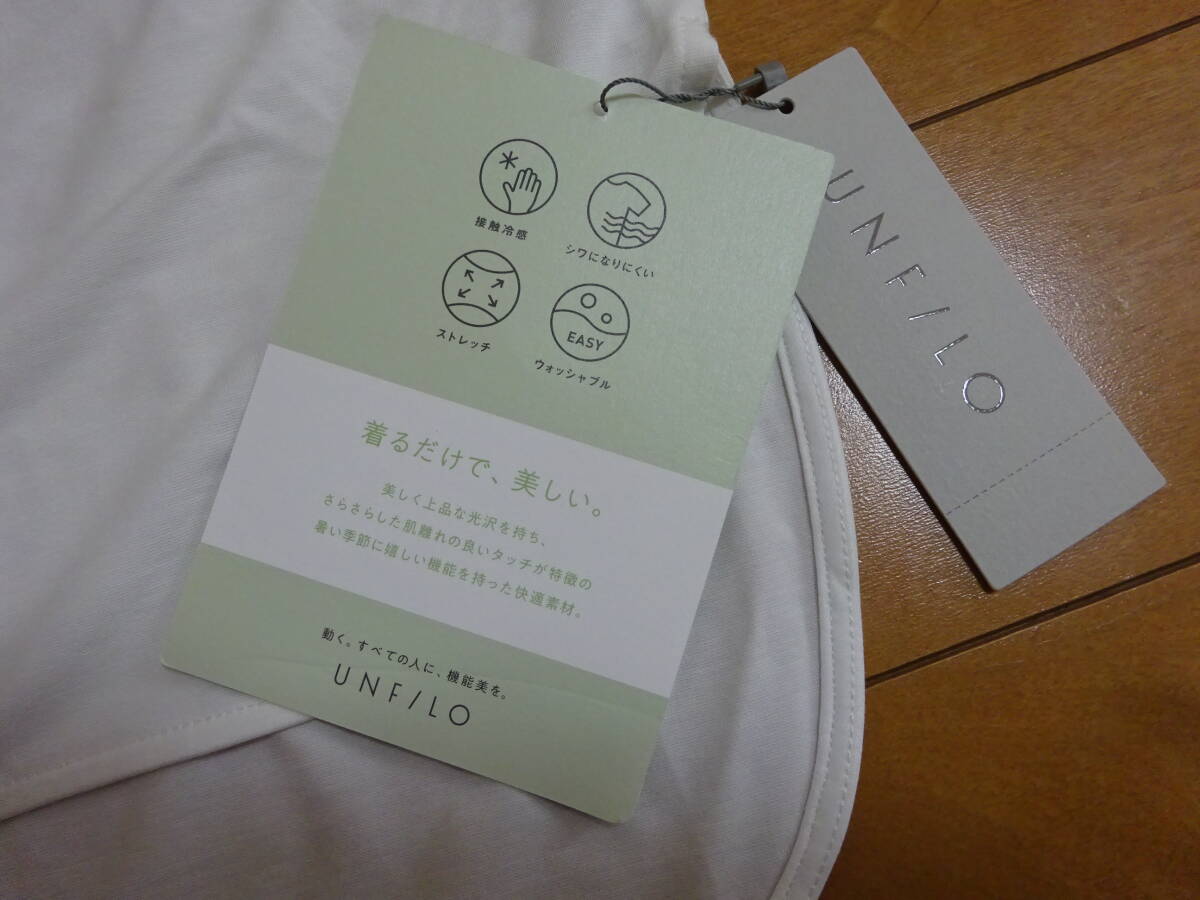 接触冷感
シワになりにくい
ストレッチ
EASY
ウォッシャブル
着るだけで、美しい。
美しく上品な光沢を持ち、
さらさらした肌離れの良いタッチが特徴の
暑い季節に嬉しい機能を持った快適素材。
動く。すべての人に、機能美を。
UNF/LO
UNF/LO